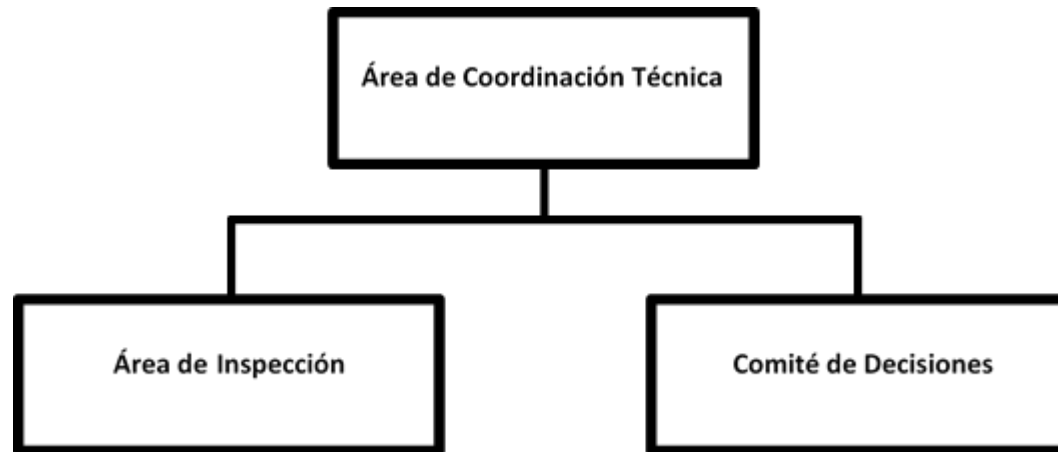 Área de Coordinación Técnica
Área de Inspección
Comité de Decisiones